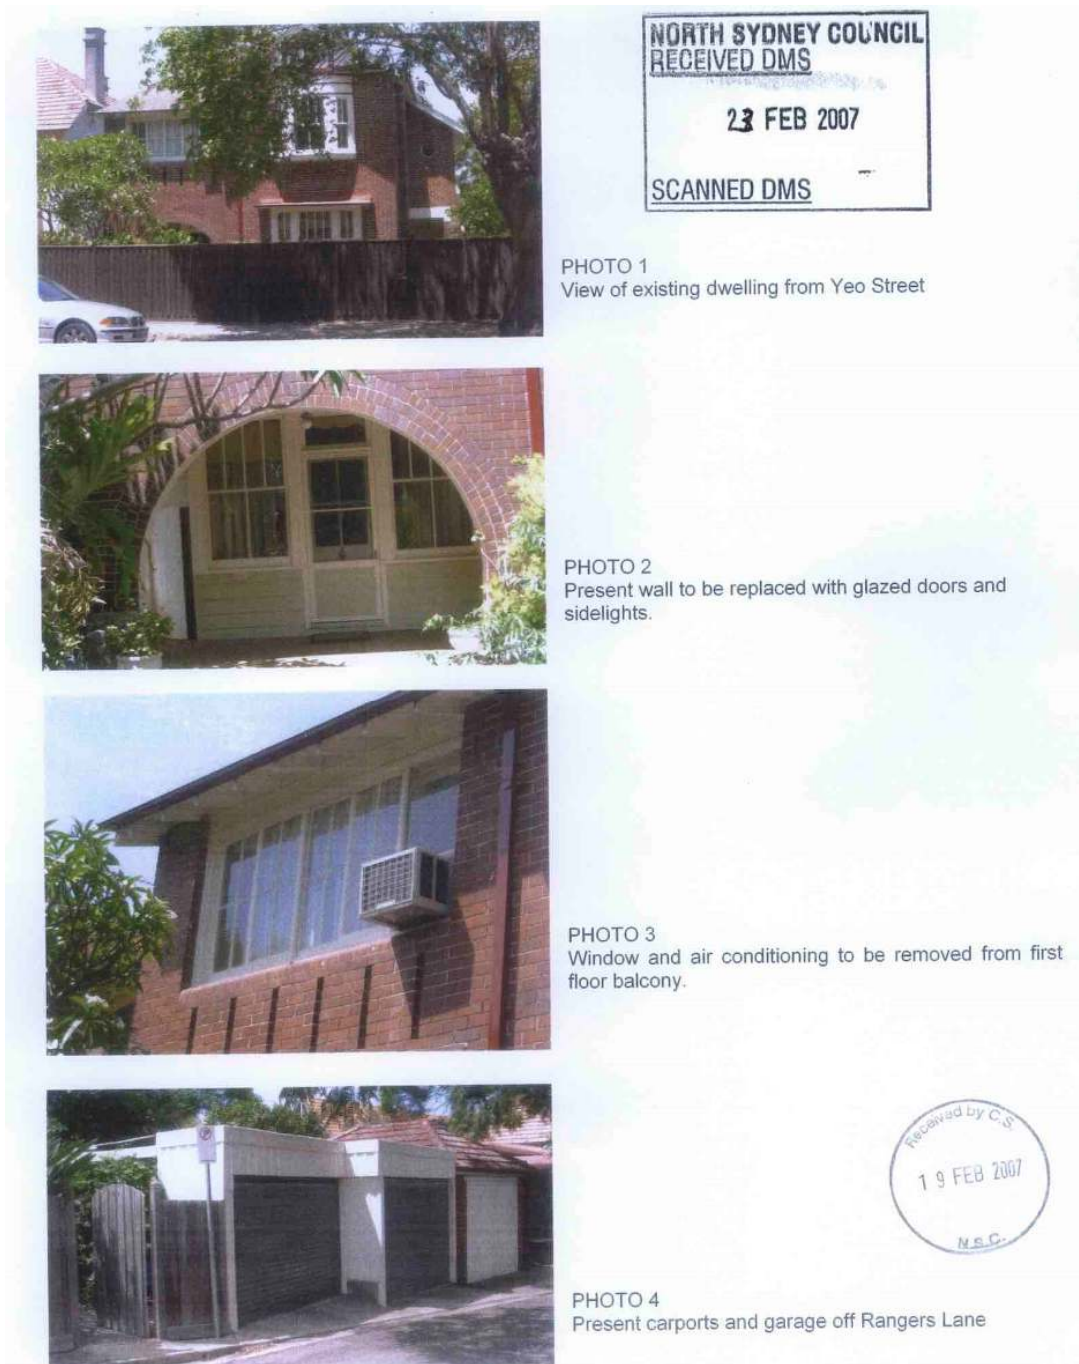 NORTH SYDNEY COUNCIL
RECEIVED DMS
23 FEB 2007
SCANNED DMS
PHOTO 1
View of existing dwelling from Yeo Street
PHOTO 2
Present wall to be replaced with glazed doors and
sidelights.
PHOTO 3
Window and air conditioning to be removed from first
floor balcony.
Received by C.S.
19 FEB 2007
N.S.C.
PHOTO 4
Present carports and garage off Rangers Lane